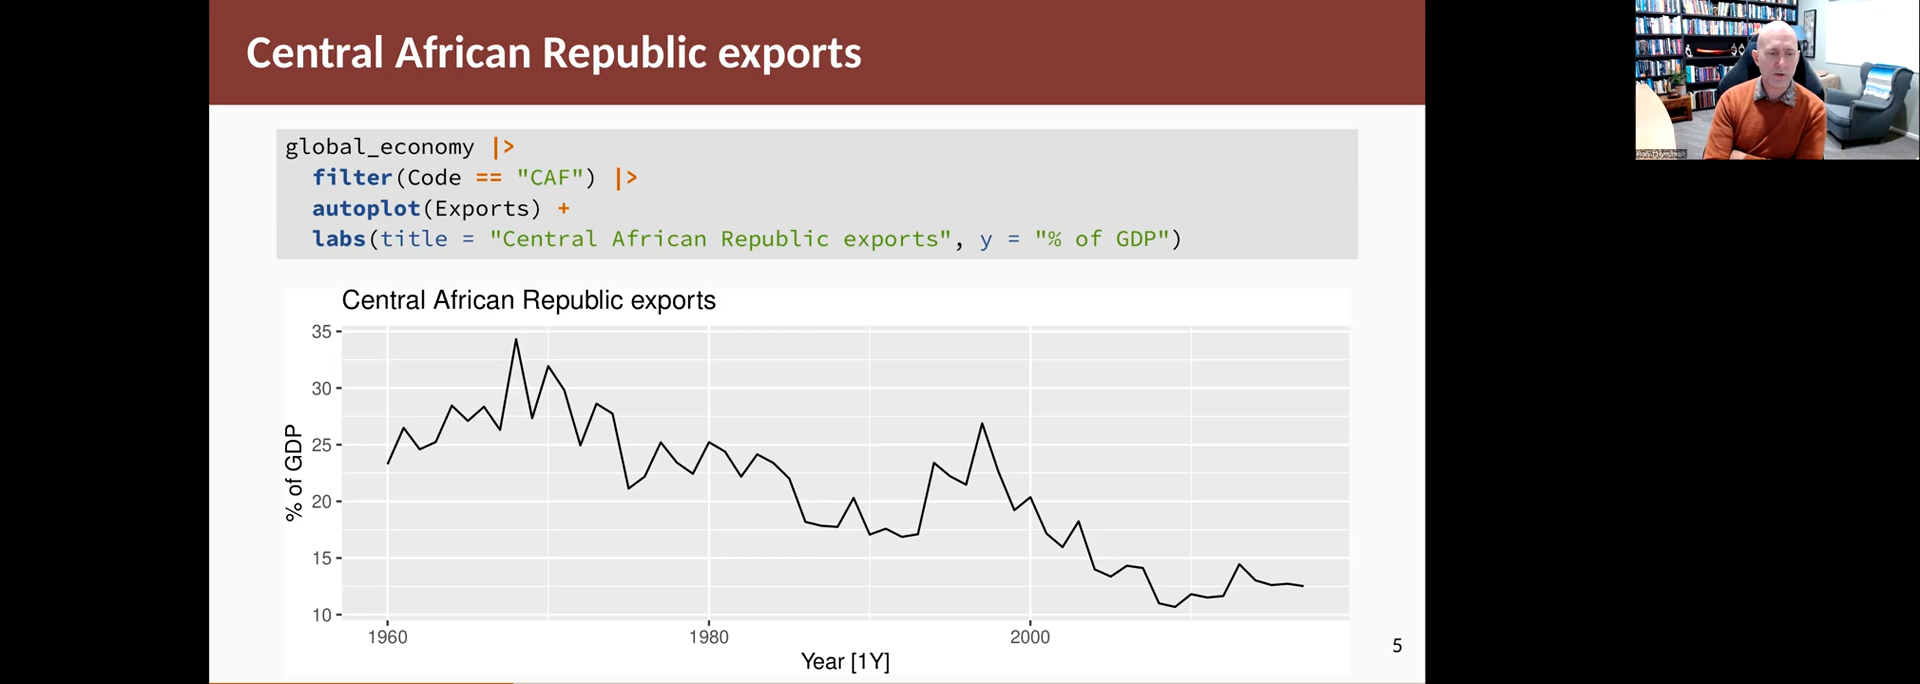 Central African Republic exports
global_economy |>
filter(Code == "CAF") |>
autoplot(Exports) +
labs(title = "Central African Republic exports", y = "% of GDP")
Central African Republic exports
35
30
25
20
15
10
% of GDP
1960 1980 2000
Year [1Y]
5